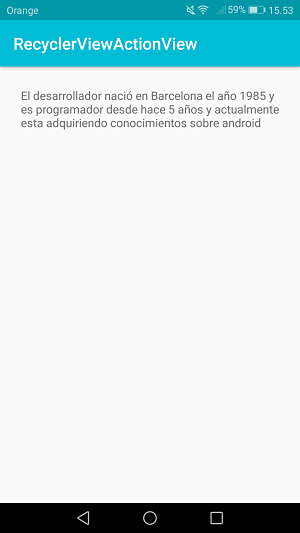 Orange 59% 15.53
RecyclerViewActionView
El desarrollador nació en Barcelona el año 1985 y
es programador desde hace 5 años y actualmente
esta adquiriendo conocimientos sobre android